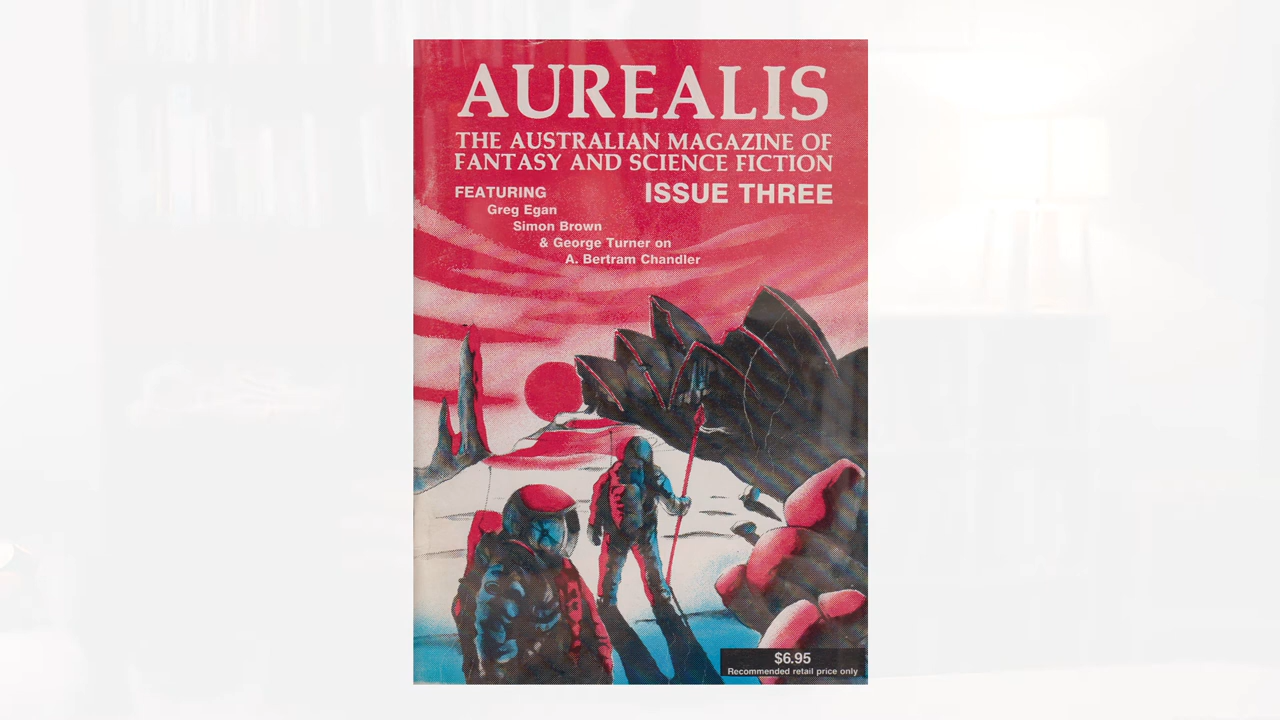 AUREALIS
THE AUSTRALIAN MAGAZINE OF
FANTASY AND SCIENCE FICTION
FEATURING
ISSUE THREE
Greg Egan
Simon Brown
& George Turner on
A. Bertram Chandler
$6.95
Recommended retail price only